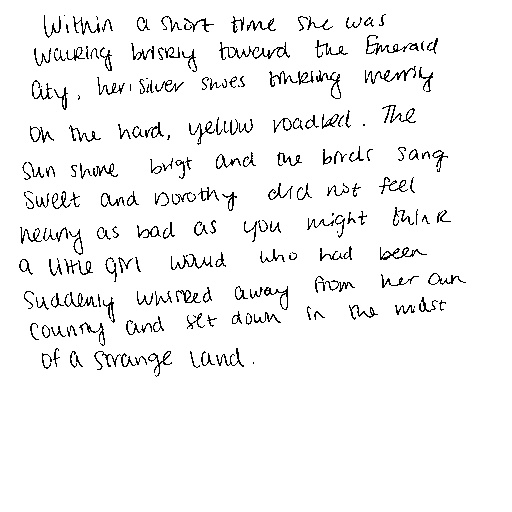 Within a short time she was
walking briskly toward the Emerald
City, her silver shoes tinkling merrily
on the hard, yellow roadbed. The
sun shone brigt and the birds sang
sweet and Dorothy did not feel
nearly as bad as you might think
a little girl would who had been
suddenly whisked away from her own
country and set down in the midst
of a strange land.